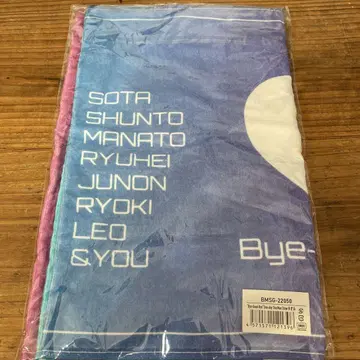 SOTA
SHUNTO
MANATO
RYUHEI
JUNON
RYOKI
LEO
&YOU
Bye-
BMSG-22050